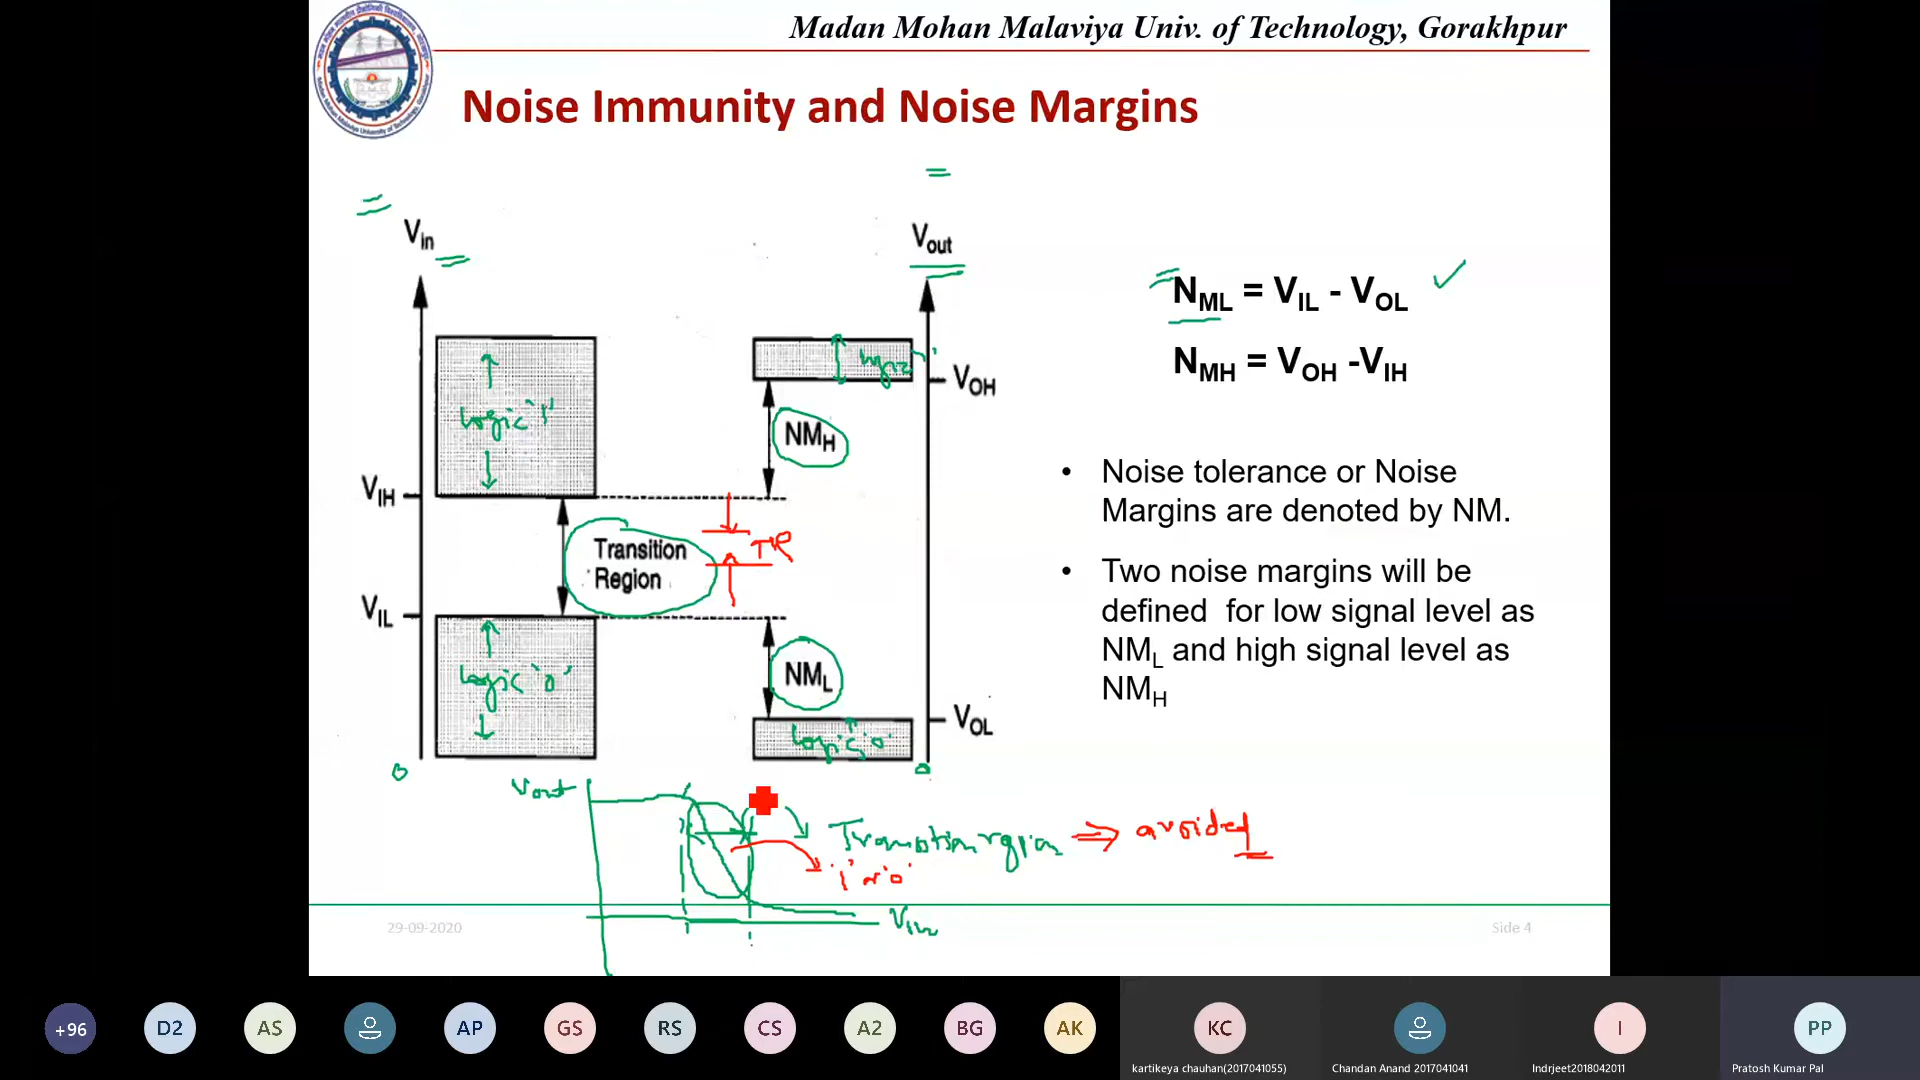 Madan Mohan Malaviya Univ. of Technology, Gorakhpur
Noise Immunity and Noise Margins
Vin
Vout
NML = VIL - VOL
NMH = VOH -VIH
Logic '1'
VOH
NMH
VIH
Transition
Region
TR
VIL
Logic '0'
NML
VOL
Logic '0'
0
0
• Noise tolerance or Noise
Margins are denoted by NM.
• Two noise margins will be
defined for low signal level as
NML and high signal level as
NMH
Vout
Transition region ⇒ avoided
Vin
29-09-2020
Side 4
+96
D2
AS
AP
GS
RS
CS
A2
BG
AK
KC
I
PP
kartikeya chauhan(2017041055)
Chandan Anand 2017041041
Indrjeet2018042011
Pratosh Kumar Pal